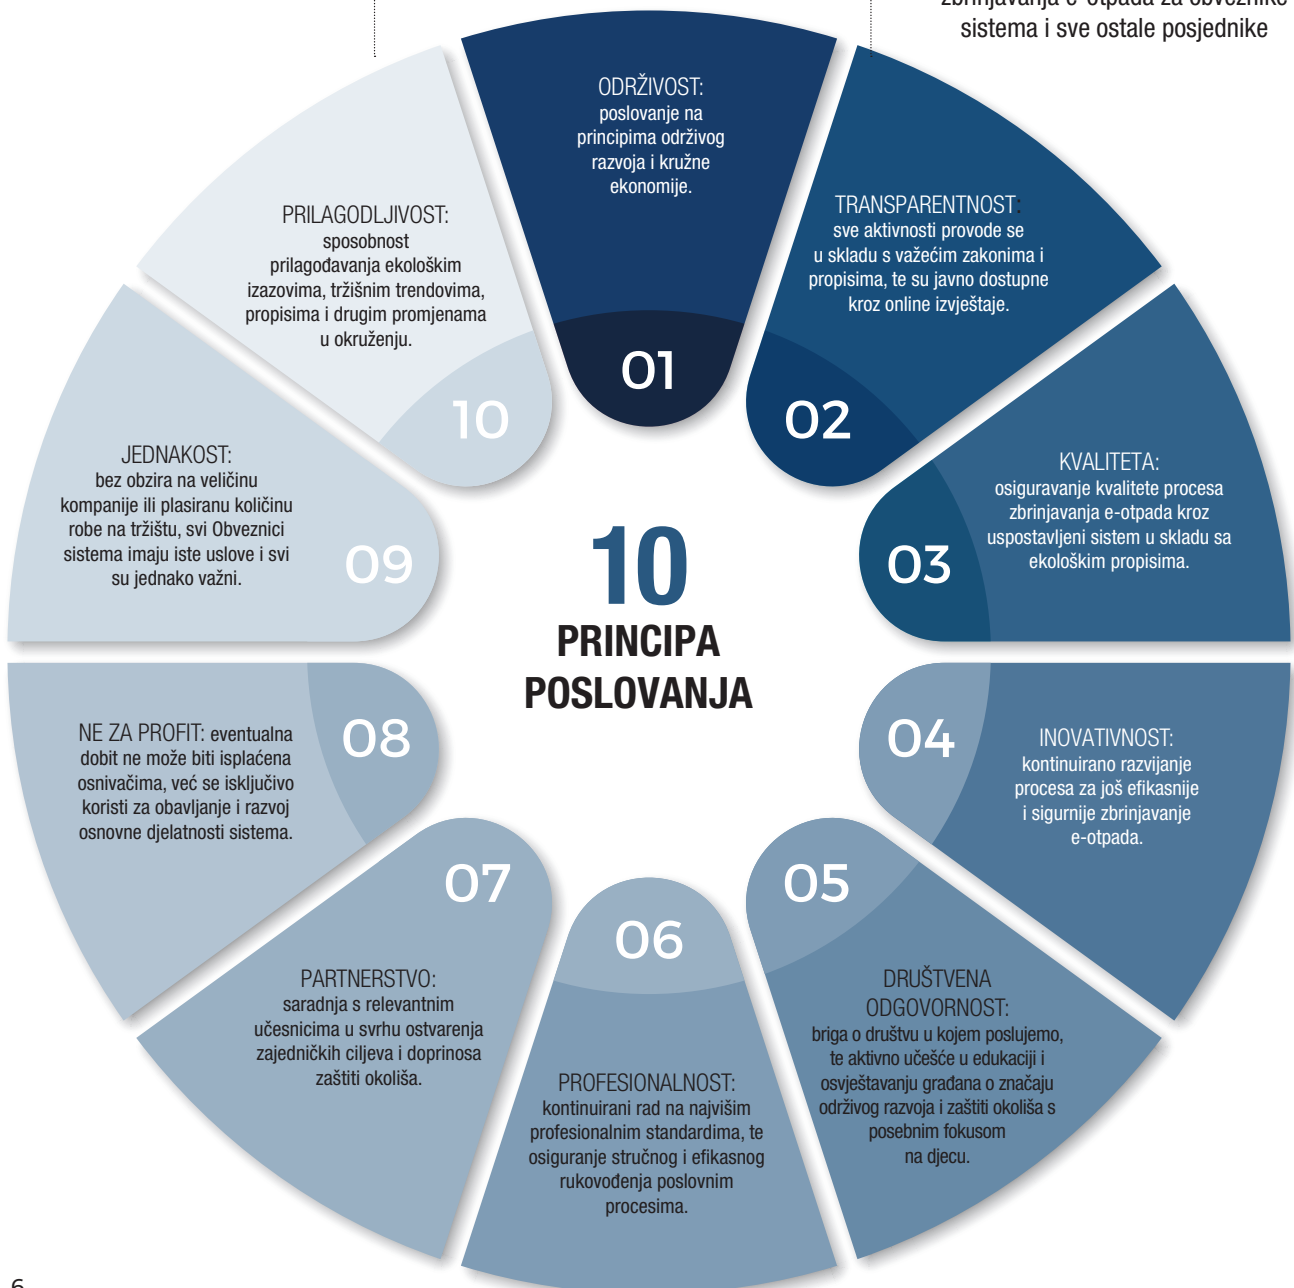 zbrinjavanja e-otpada za obveznike
sistema i sve ostale posjednike
ODRŽIVOST:
poslovanje na
principima održivog
razvoja i kružne
ekonomije.
01
TRANSPARENTNOST:
sve aktivnosti provode se
u skladu s važećim zakonima i
propisima, te su javno dostupne
kroz online izvještaje.
02
KVALITETA:
osiguravanje kvalitete procesa
zbrinjavanja e-otpada kroz
uspostavljeni sistem u skladu sa
ekološkim propisima.
03
INOVATIVNOST:
kontinuirano razvijanje
procesa za još efikasnije
i sigurnije zbrinjavanje
e-otpada.
04
DRUŠTVENA
ODGOVORNOST:
briga o društvu u kojem poslujemo,
te aktivno učešće u edukaciji i
osvještavanju građana o značaju
održivog razvoja i zaštiti okoliša s
posebnim fokusom
na djecu.
05
PROFESIONALNOST:
kontinuirani rad na najvišim
profesionalnim standardima, te
osiguranje stručnog i efikasnog
rukovođenja poslovnim
procesima.
06
PARTNERSTVO:
saradnja s relevantnim
učesnicima u svrhu ostvarenja
zajedničkih ciljeva i doprinosa
zaštiti okoliša.
07
NE ZA PROFIT: eventualna
dobit ne može biti isplaćena
osnivačima, već se isključivo
koristi za obavljanje i razvoj
osnovne djelatnosti sistema.
08
JEDNAKOST:
bez obzira na veličinu
kompanije ili plasiranu količinu
robe na tržištu, svi Obveznici
sistema imaju iste uslove i svi
su jednako važni.
09
PRILAGODLJIVOST:
sposobnost
prilagođavanja ekološkim
izazovima, tržišnim trendovima,
propisima i drugim promjenama
u okruženju.
10
10
PRINCIPA
POSLOVANJA
6